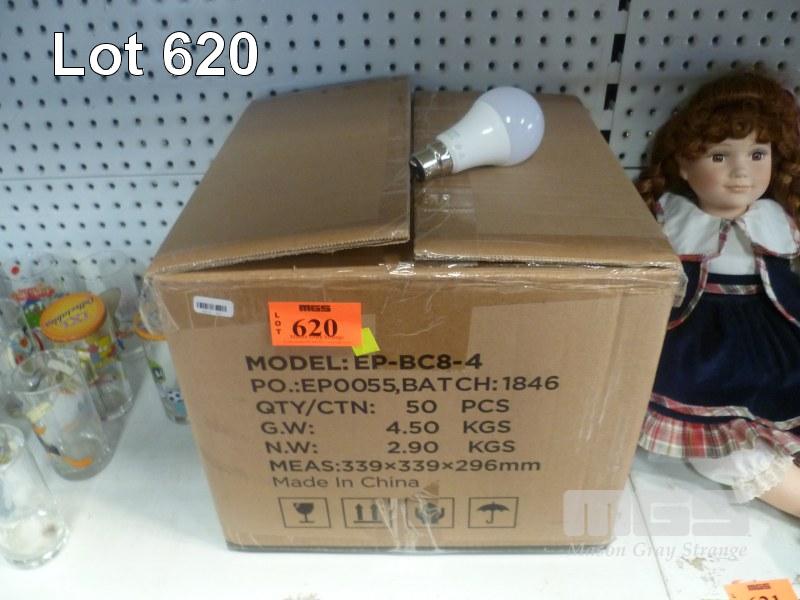 Lot 620
MGS
LOT
620
MODEL: EP-BC8-4
PO.:EP0055,BATCH: 1846
QTY/CTN: 50 PCS
G.W: 4.50 KGS
N.W: 2.90 KGS
MEAS:339×339×296mm
Made In China
MGS
Mason Gray Strange